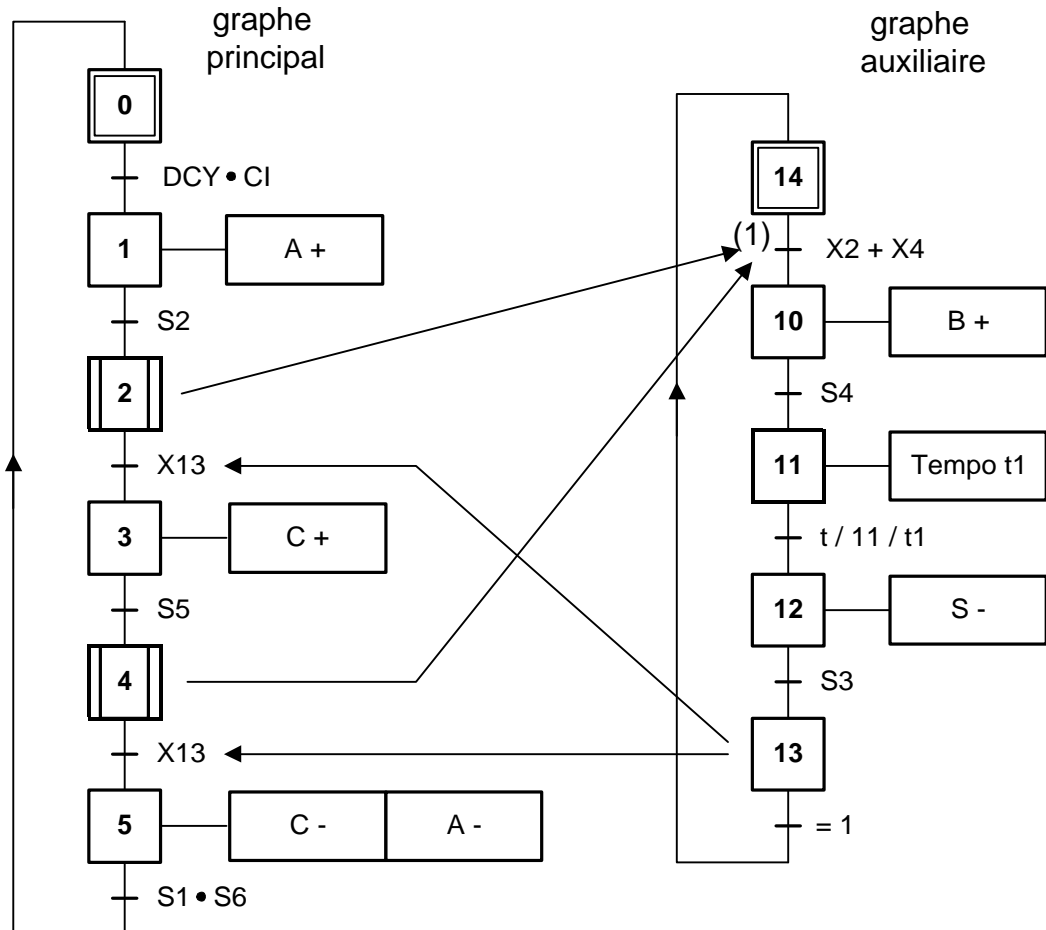 graphe
principal
0
DCY • CI
1
A +
S2
2
X13
3
C +
S5
4
X13
5
C -
A -
S1 • S6
graphe
auxiliaire
14
(1)
X2 + X4
10
B +
S4
11
Tempo t1
t / 11 / t1
12
S -
S3
13
= 1